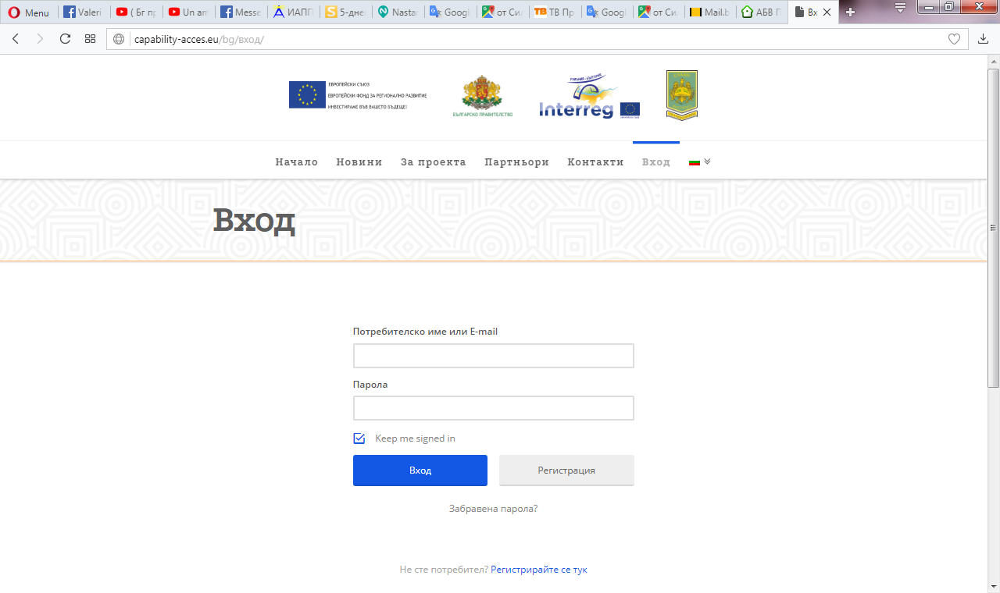 Menu
Valeri
( Бг пр
Un am
Messe
ИАПП
5-дне
Nasta
Googl
от Сил
ТВ Пр
Googl
от Сил
Mail.b
АБВ П
Вх
capability-acces.eu/bg/вход/
ЕВРОПЕЙСКИ СЪЮЗ
ЕВРОПЕЙСКИ ФОНД ЗА РЕГИОНАЛНО РАЗВИТИЕ
ИНВЕСТИРАМЕ ВЪВ ВАШЕТО БЪДЕЩЕ!
БЪЛГАРСКО ПРАВИТЕЛСТВО
Interreg
Начало
Новини
За проекта
Партньори
Контакти
Вход
Вход
Потребителско име или E-mail
Парола
Keep me signed in
Вход
Регистрация
Забравена парола?
Не сте потребител? Регистрирайте се тук